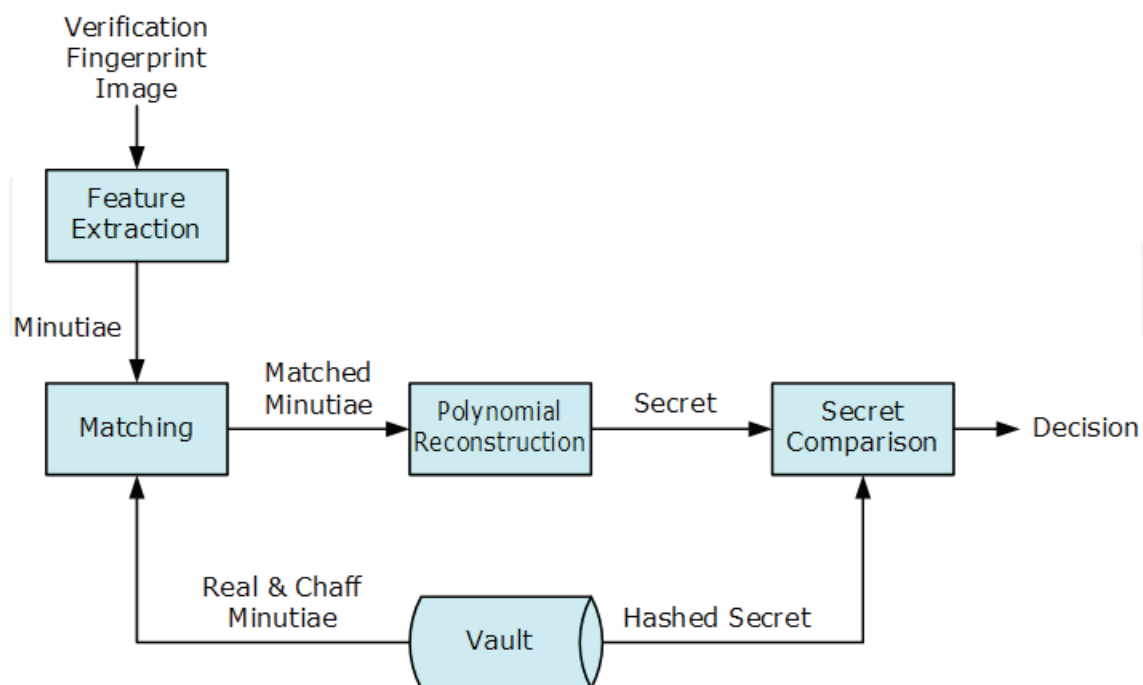 Verification
Fingerprint
Image
Feature
Extraction
Minutiae
Matching
Matched
Minutiae
Polynomial
Reconstruction
Secret
Secret
Comparison
Decision
Real & Chaff
Minutiae
Vault
Hashed Secret